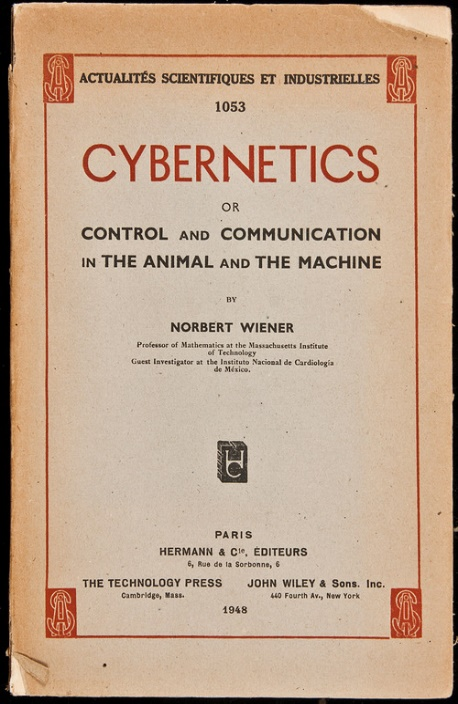 ACTUALITÉS SCIENTIFIQUES ET INDUSTRIELLES
1053
CYBERNETICS
OR
CONTROL AND COMMUNICATION
IN THE ANIMAL AND THE MACHINE
BY
NORBERT WIENER
Professor of Mathematics at the Massachusetts Institute
of Technology
Guest Investigator at the Instituto Nacional de Cardiologia
de México.
HC
PARIS
HERMANN & Cie, ÉDITEURS
6, Rue de la Sorbonne, 6
THE TECHNOLOGY PRESS JOHN WILEY & Sons. Inc.
Cambridge, Mass. 440 Fourth Av., New York
1948